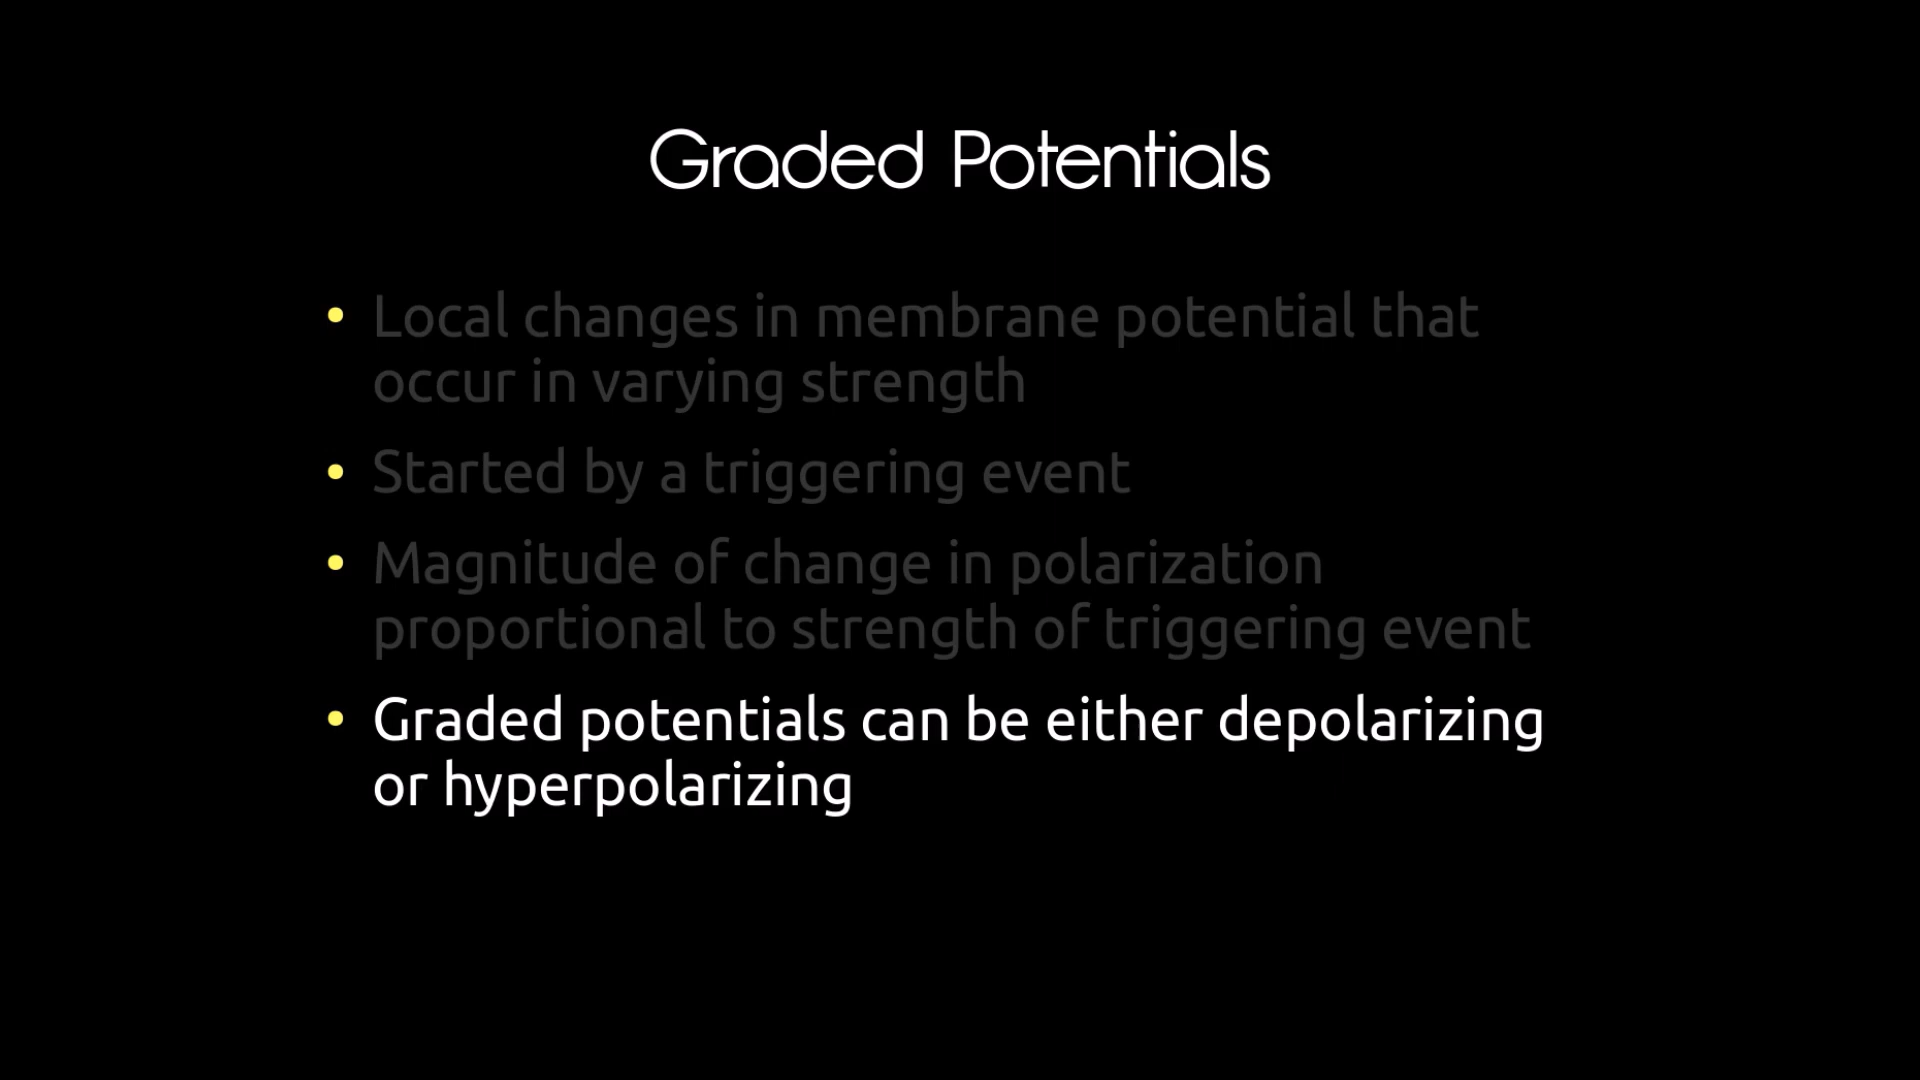 Graded Potentials
• Local changes in membrane potential that
occur in varying strength
• Started by a triggering event
• Magnitude of change in polarization
proportional to strength of triggering event
• Graded potentials can be either depolarizing
or hyperpolarizing